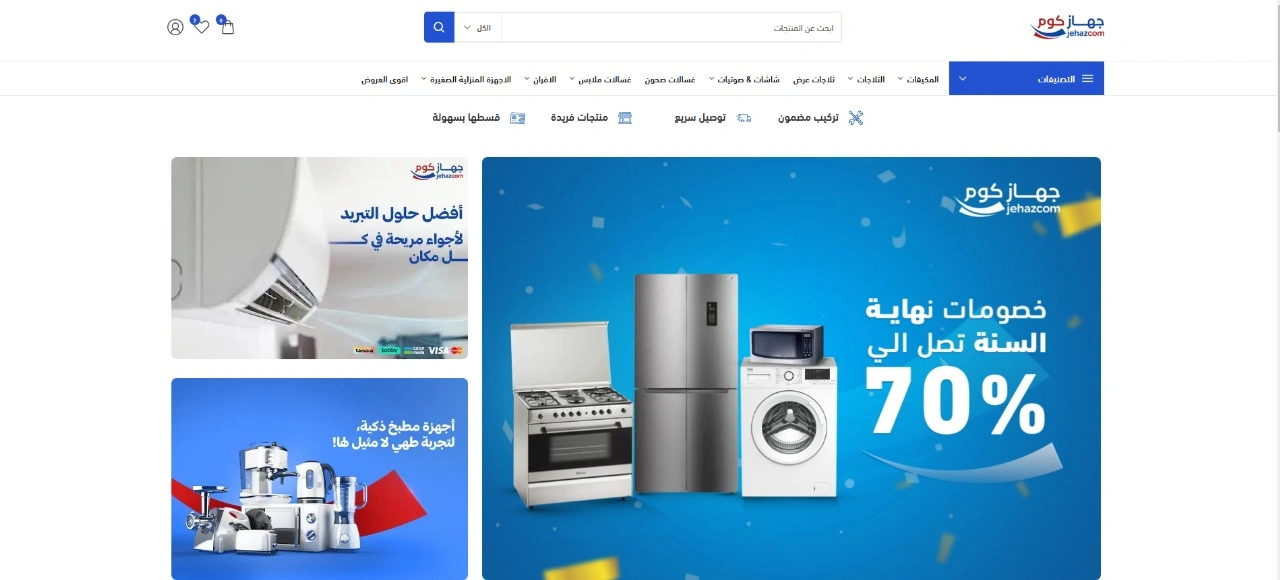 جهاز كوم
jehazcom
ابحث عن المنتجات
الكل
التصنيفات
المكيفات
الثلاجات
ثلاجات عرض
شاشات & صوتيات
غسالات صحون
غسالات ملابس
الافران
الاجهزة المنزلية الصغيرة
اقوى العروض
تركيب مضمون
توصيل سريع
منتجات فريدة
قسطها بسهولة
جهاز كوم
jehazcom
خصومات نهاية
السنة تصل الي
70%
جهاز كوم
jehazcom
أفضل حلول التبريد
لأجواء مريحة في كـ
ـل مكان
tamara
tabby
VISA
أجهزة مطبخ ذكية،
لتجربة طهي لا مثيل لها!